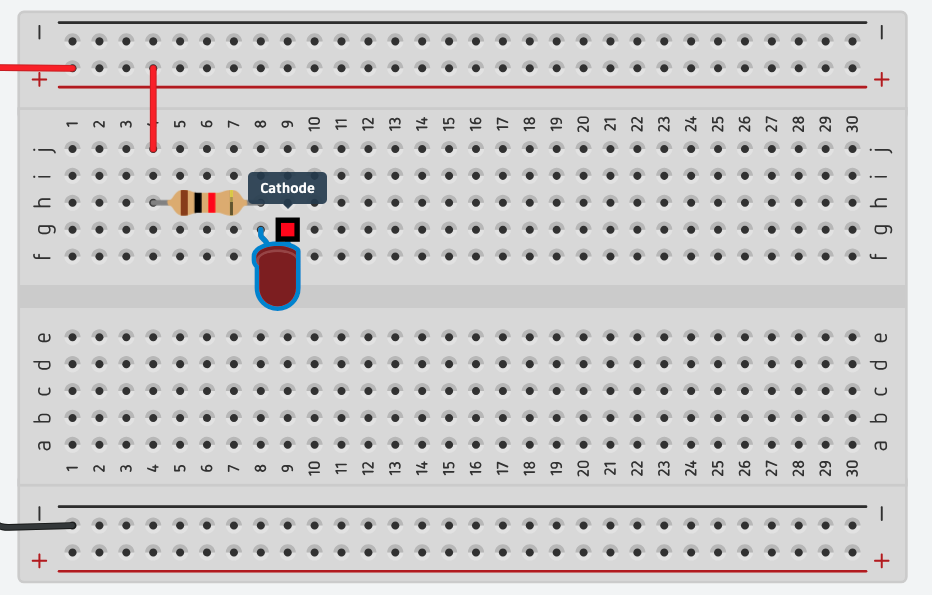 − −
+ +
1 2 3 4 5 6 7 8 9 10 11 12 13 14 15 16 17 18 19 20 21 22 23 24 25 26 27 28 29 30
j j
i i
Cathode
h h
g g
f f
e e
d d
c c
b b
a a
1 2 3 4 5 6 7 8 9 10 11 12 13 14 15 16 17 18 19 20 21 22 23 24 25 26 27 28 29 30
− −
+ +